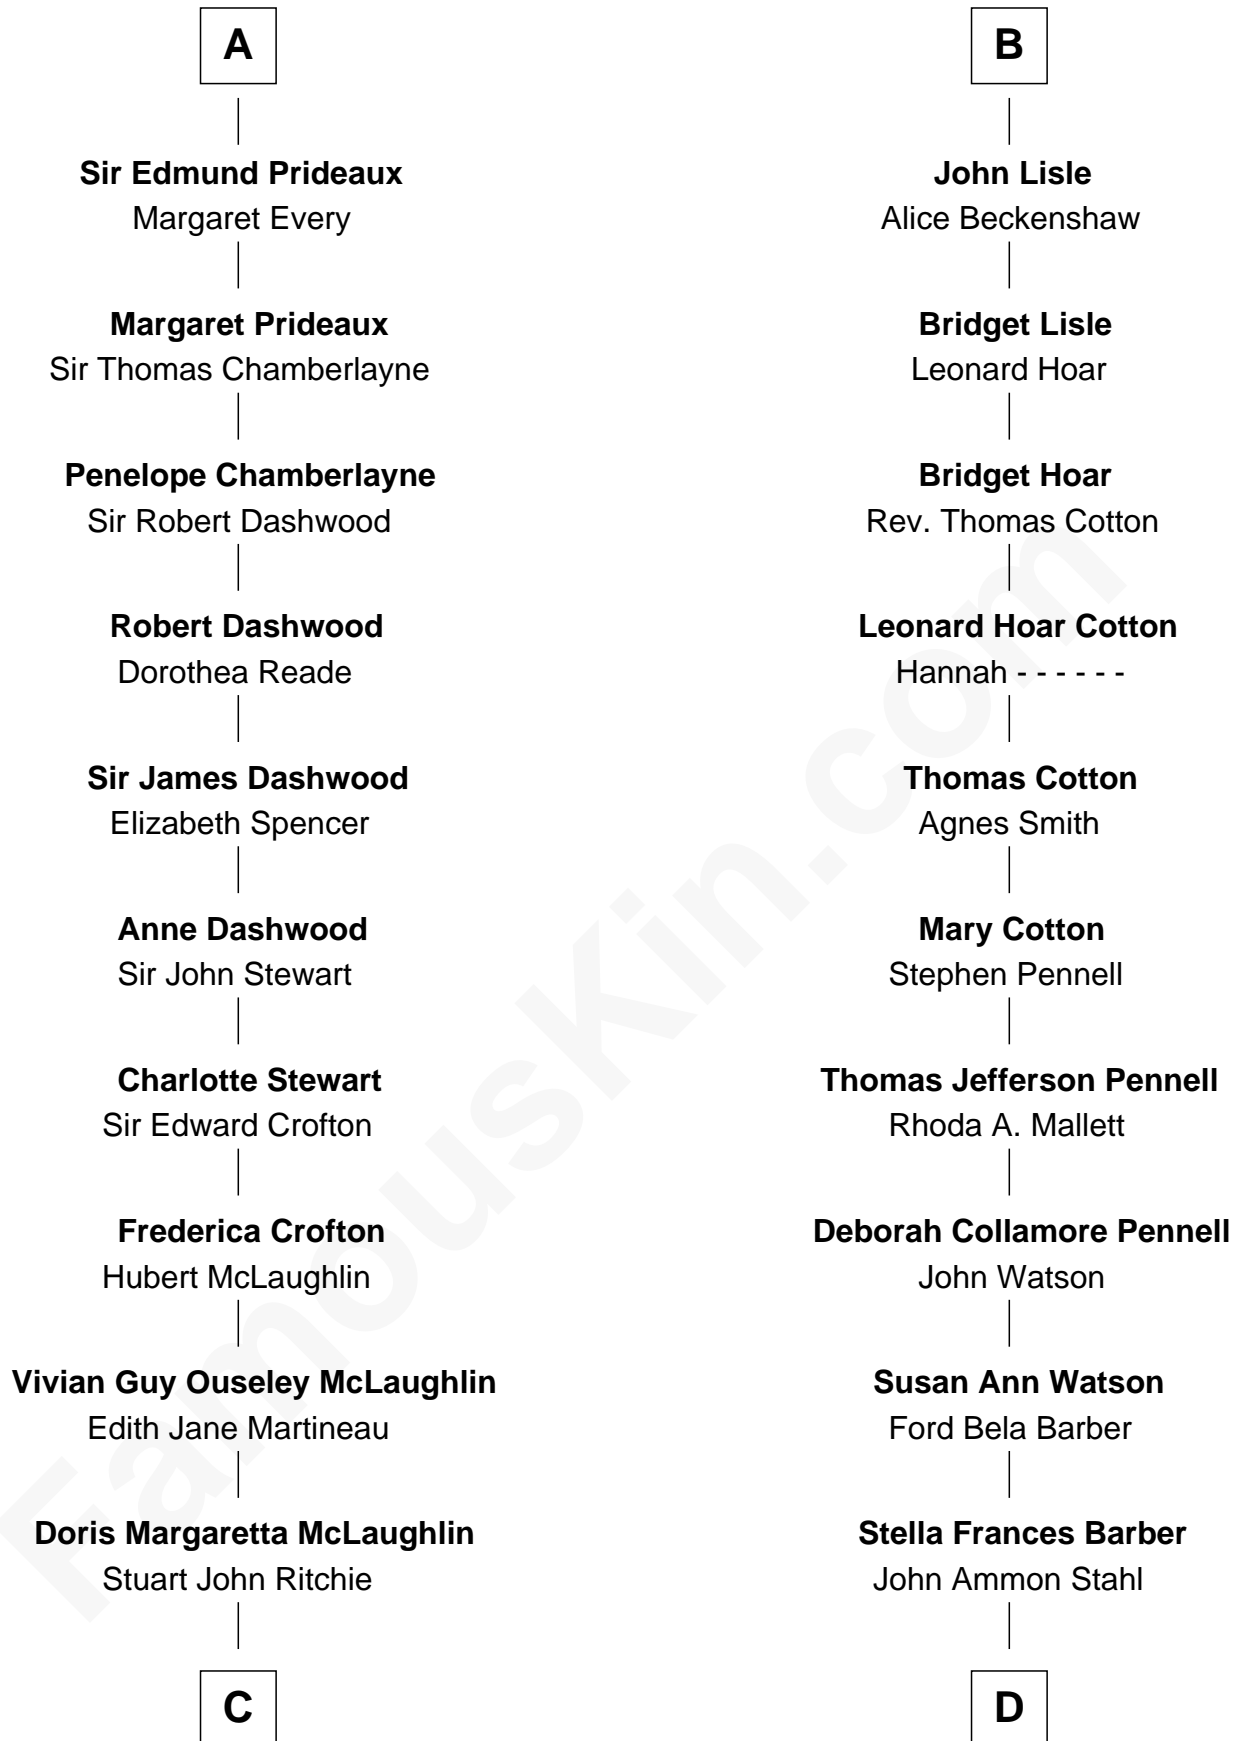 A
Sir Edmund Prideaux
Margaret Every
Margaret Prideaux
Sir Thomas Chamberlayne
Penelope Chamberlayne
Sir Robert Dashwood
Robert Dashwood
Dorothea Reade
Sir James Dashwood
Elizabeth Spencer
Anne Dashwood
Sir John Stewart
Charlotte Stewart
Sir Edward Crofton
Frederica Crofton
Hubert McLaughlin
Vivian Guy Ouseley McLaughlin
Edith Jane Martineau
Doris Margaretta McLaughlin
Stuart John Ritchie
C
B
John Lisle
Alice Beckenshaw
Bridget Lisle
Leonard Hoar
Bridget Hoar
Rev. Thomas Cotton
Leonard Hoar Cotton
Hannah - - - - - -
Thomas Cotton
Agnes Smith
Mary Cotton
Stephen Pennell
Thomas Jefferson Pennell
Rhoda A. Mallett
Deborah Collamore Pennell
John Watson
Susan Ann Watson
Ford Bela Barber
Stella Frances Barber
John Ammon Stahl
D
FamousKin.com